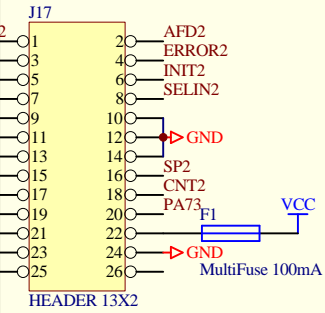 J17
2
1 2 AFD2
3 4 ERROR2
5 6 INIT2
7 8 SELIN2
9 10
11 12 GND
13 14
15 16 SP2
17 18 CNT2
19 20 PA73
F1 VCC
21 22
23 24 GND
25 26 MultiFuse 100mA
HEADER 13X2